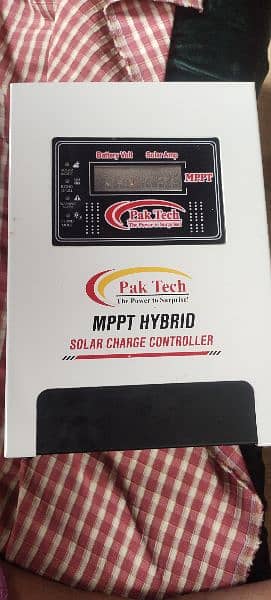 Battery Volt Solar Amp
MPPT
Pak Tech
The Power to Surprise!
Pak Tech
The Power to Surprise!
MPPT HYBRID
SOLAR CHARGE CONTROLLER